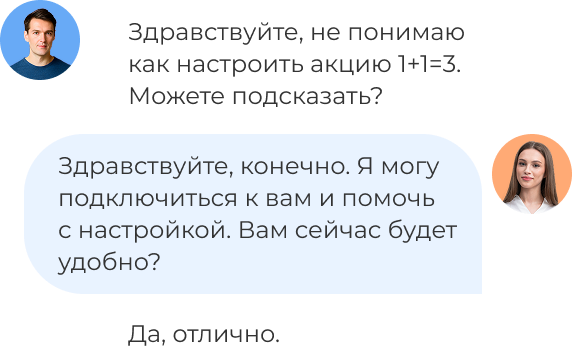 Здравствуйте, не понимаю
как настроить акцию 1+1=3.
Можете подсказать?
Здравствуйте, конечно. Я могу
подключиться к вам и помочь
с настройкой. Вам сейчас будет
удобно?
Да, отлично.